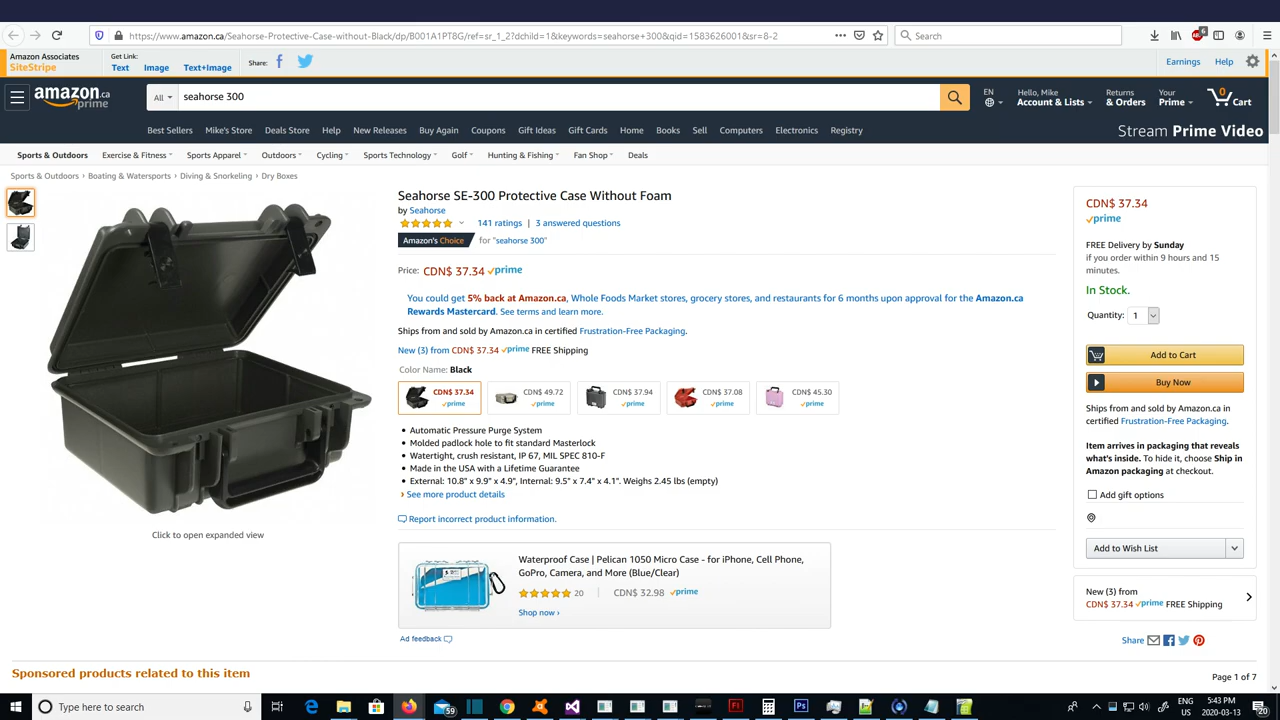 https://www.amazon.ca/Seahorse-Protective-Case-without-Black/dp/B001A1PT8G/ref=sr_1_2?dchild=1&keywords=seahorse+300&qid=1583626001&sr=8-2
Search
6
Amazon Associates
SiteStripe
Get Link:
Text Image Text+Image
Share:
Earnings Help
amazon.ca
prime
All
seahorse 300
EN
Hello, Mike
Account & Lists
Returns
& Orders
Your
Prime
0
Cart
Best Sellers Mike's Store Deals Store Help New Releases Buy Again Coupons Gift Ideas Gift Cards Home Books Sell Computers Electronics Registry
Stream Prime Video
Sports & Outdoors Exercise & Fitness Sports Apparel Outdoors Cycling Sports Technology Golf Hunting & Fishing Fan Shop Deals
Sports & Outdoors › Boating & Watersports › Diving & Snorkeling › Dry Boxes
Click to open expanded view
Seahorse SE-300 Protective Case Without Foam
by Seahorse
141 ratings | 3 answered questions
Amazon's Choice for "seahorse 300"
Price: CDN$ 37.34 prime
You could get 5% back at Amazon.ca, Whole Foods Market stores, grocery stores, and restaurants for 6 months upon approval for the Amazon.ca
Rewards Mastercard. See terms and learn more.
Ships from and sold by Amazon.ca in certified Frustration-Free Packaging.
New (3) from CDN$ 37.34 prime FREE Shipping
Color Name: Black
CDN$ 37.34 CDN$ 49.72 CDN$ 37.94 CDN$ 37.08 CDN$ 45.30
prime prime prime prime prime
• Automatic Pressure Purge System
• Molded padlock hole to fit standard Masterlock
• Watertight, crush resistant, IP 67, MIL SPEC 810-F
• Made in the USA with a Lifetime Guarantee
• External: 10.8" x 9.9" x 4.9", Internal: 9.5" x 7.4" x 4.1". Weighs 2.45 lbs (empty)
› See more product details
Report incorrect product information.
Waterproof Case | Pelican 1050 Micro Case - for iPhone, Cell Phone,
GoPro, Camera, and More (Blue/Clear)
20 | CDN$ 32.98 prime
Shop now ›
Ad feedback
CDN$ 37.34
prime
FREE Delivery by Sunday
if you order within 9 hours and 15
minutes.
In Stock.
Quantity: 1
Add to Cart
Buy Now
Ships from and sold by Amazon.ca in
certified Frustration-Free Packaging.
Item arrives in packaging that reveals
what's inside. To hide it, choose Ship in
Amazon packaging at checkout.
Add gift options
Add to Wish List
New (3) from
CDN$ 37.34 prime FREE Shipping
Share
Sponsored products related to this item
Page 1 of 7
Type here to search
59
ENG
US
5:43 PM
2020-03-13
20